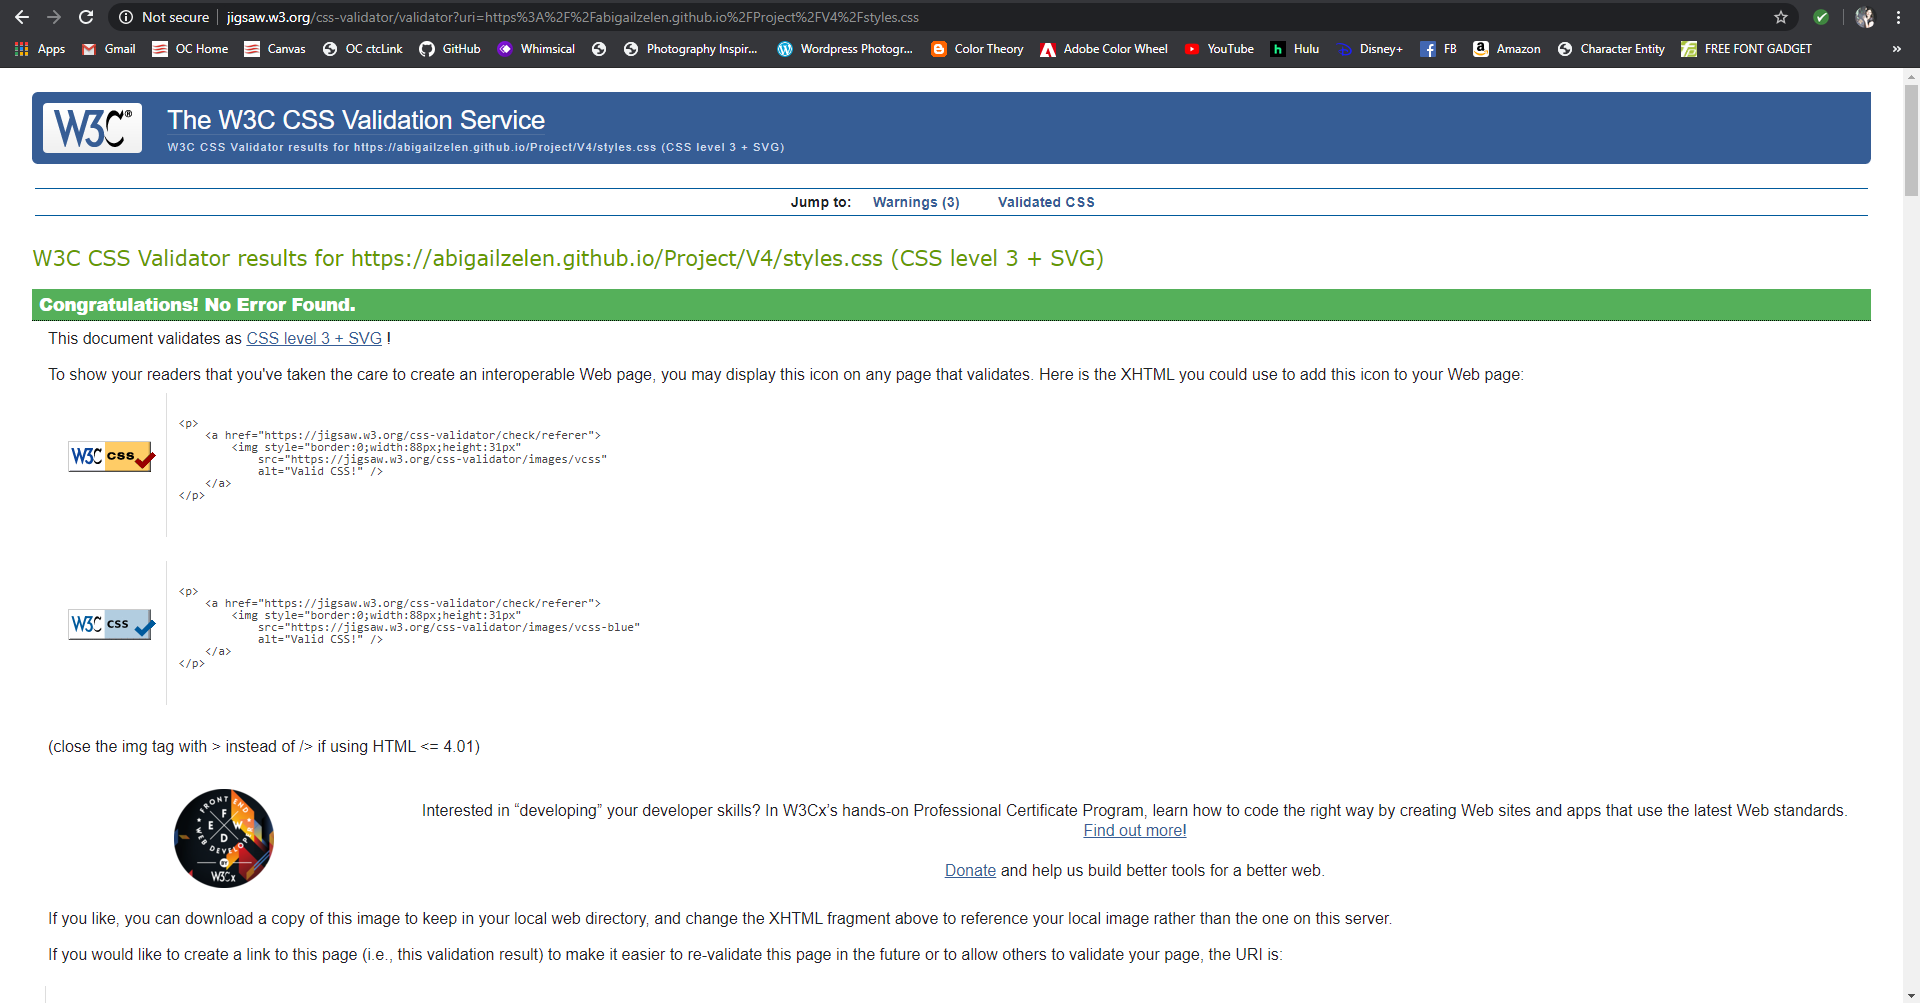 Not secure | jigsaw.w3.org/css-validator/validator?uri=https%3A%2F%2Fabigailzelen.github.io%2FProject%2FV4%2Fstyles.css
Apps Gmail OC Home Canvas OC ctcLink GitHub Whimsical Photography Inspir... Wordpress Photogr... Color Theory Adobe Color Wheel YouTube Hulu Disney+ FB Amazon Character Entity FREE FONT GADGET »
W3C® The W3C CSS Validation Service
W3C CSS Validator results for https://abigailzelen.github.io/Project/V4/styles.css (CSS level 3 + SVG)
Jump to: Warnings (3) Validated CSS
W3C CSS Validator results for https://abigailzelen.github.io/Project/V4/styles.css (CSS level 3 + SVG)
Congratulations! No Error Found.
This document validates as CSS level 3 + SVG !
To show your readers that you've taken the care to create an interoperable Web page, you may display this icon on any page that validates. Here is the XHTML you could use to add this icon to your Web page:
W3C css
<p>
<a href="https://jigsaw.w3.org/css-validator/check/referer">
<img style="border:0;width:88px;height:31px"
src="https://jigsaw.w3.org/css-validator/images/vcss"
alt="Valid CSS!" />
</a>
</p>
W3C css
<p>
<a href="https://jigsaw.w3.org/css-validator/check/referer">
<img style="border:0;width:88px;height:31px"
src="https://jigsaw.w3.org/css-validator/images/vcss-blue"
alt="Valid CSS!" />
</a>
</p>
(close the img tag with > instead of /> if using HTML <= 4.01)
FRONT END
F E W D
WEB DEVELOPER
BY
W3Cx
Interested in “developing” your developer skills? In W3Cx’s hands-on Professional Certificate Program, learn how to code the right way by creating Web sites and apps that use the latest Web standards.
Find out more!
Donate and help us build better tools for a better web.
If you like, you can download a copy of this image to keep in your local web directory, and change the XHTML fragment above to reference your local image rather than the one on this server.
If you would like to create a link to this page (i.e., this validation result) to make it easier to re-validate this page in the future or to allow others to validate your page, the URI is: